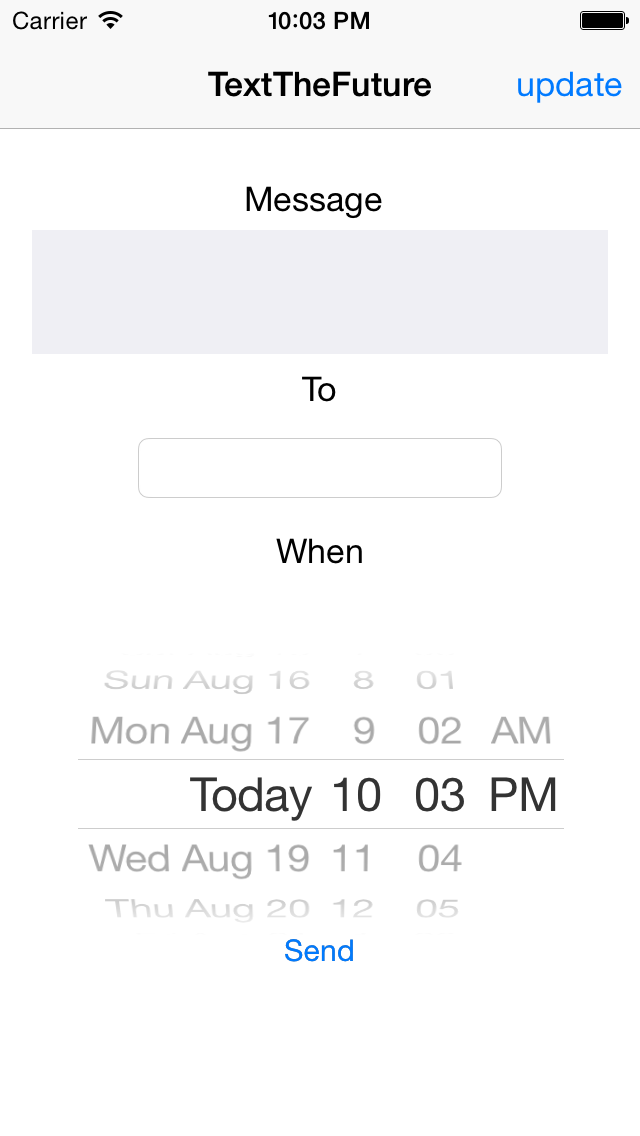 Carrier 10:03 PM
TextTheFuture update
Message
To
When
Sun Aug 16 8 01
Mon Aug 17 9 02 AM
Today 10 03 PM
Wed Aug 19 11 04
Thu Aug 20 12 05
Send